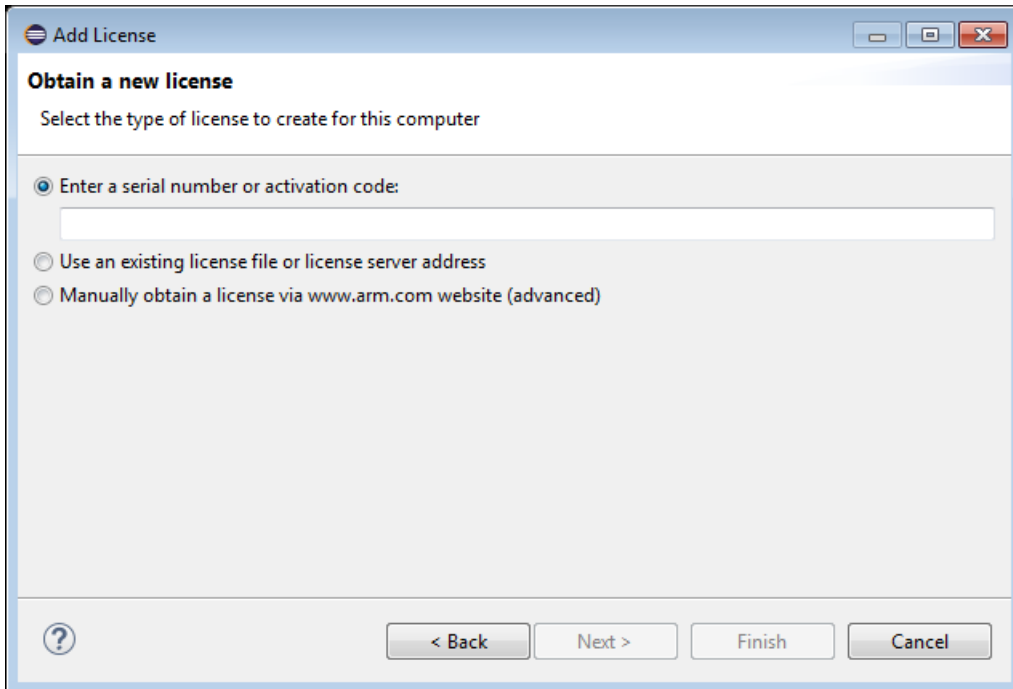 Add License
Obtain a new license
Select the type of license to create for this computer
Enter a serial number or activation code:
Use an existing license file or license server address
Manually obtain a license via www.arm.com website (advanced)
? < Back Next > Finish Cancel